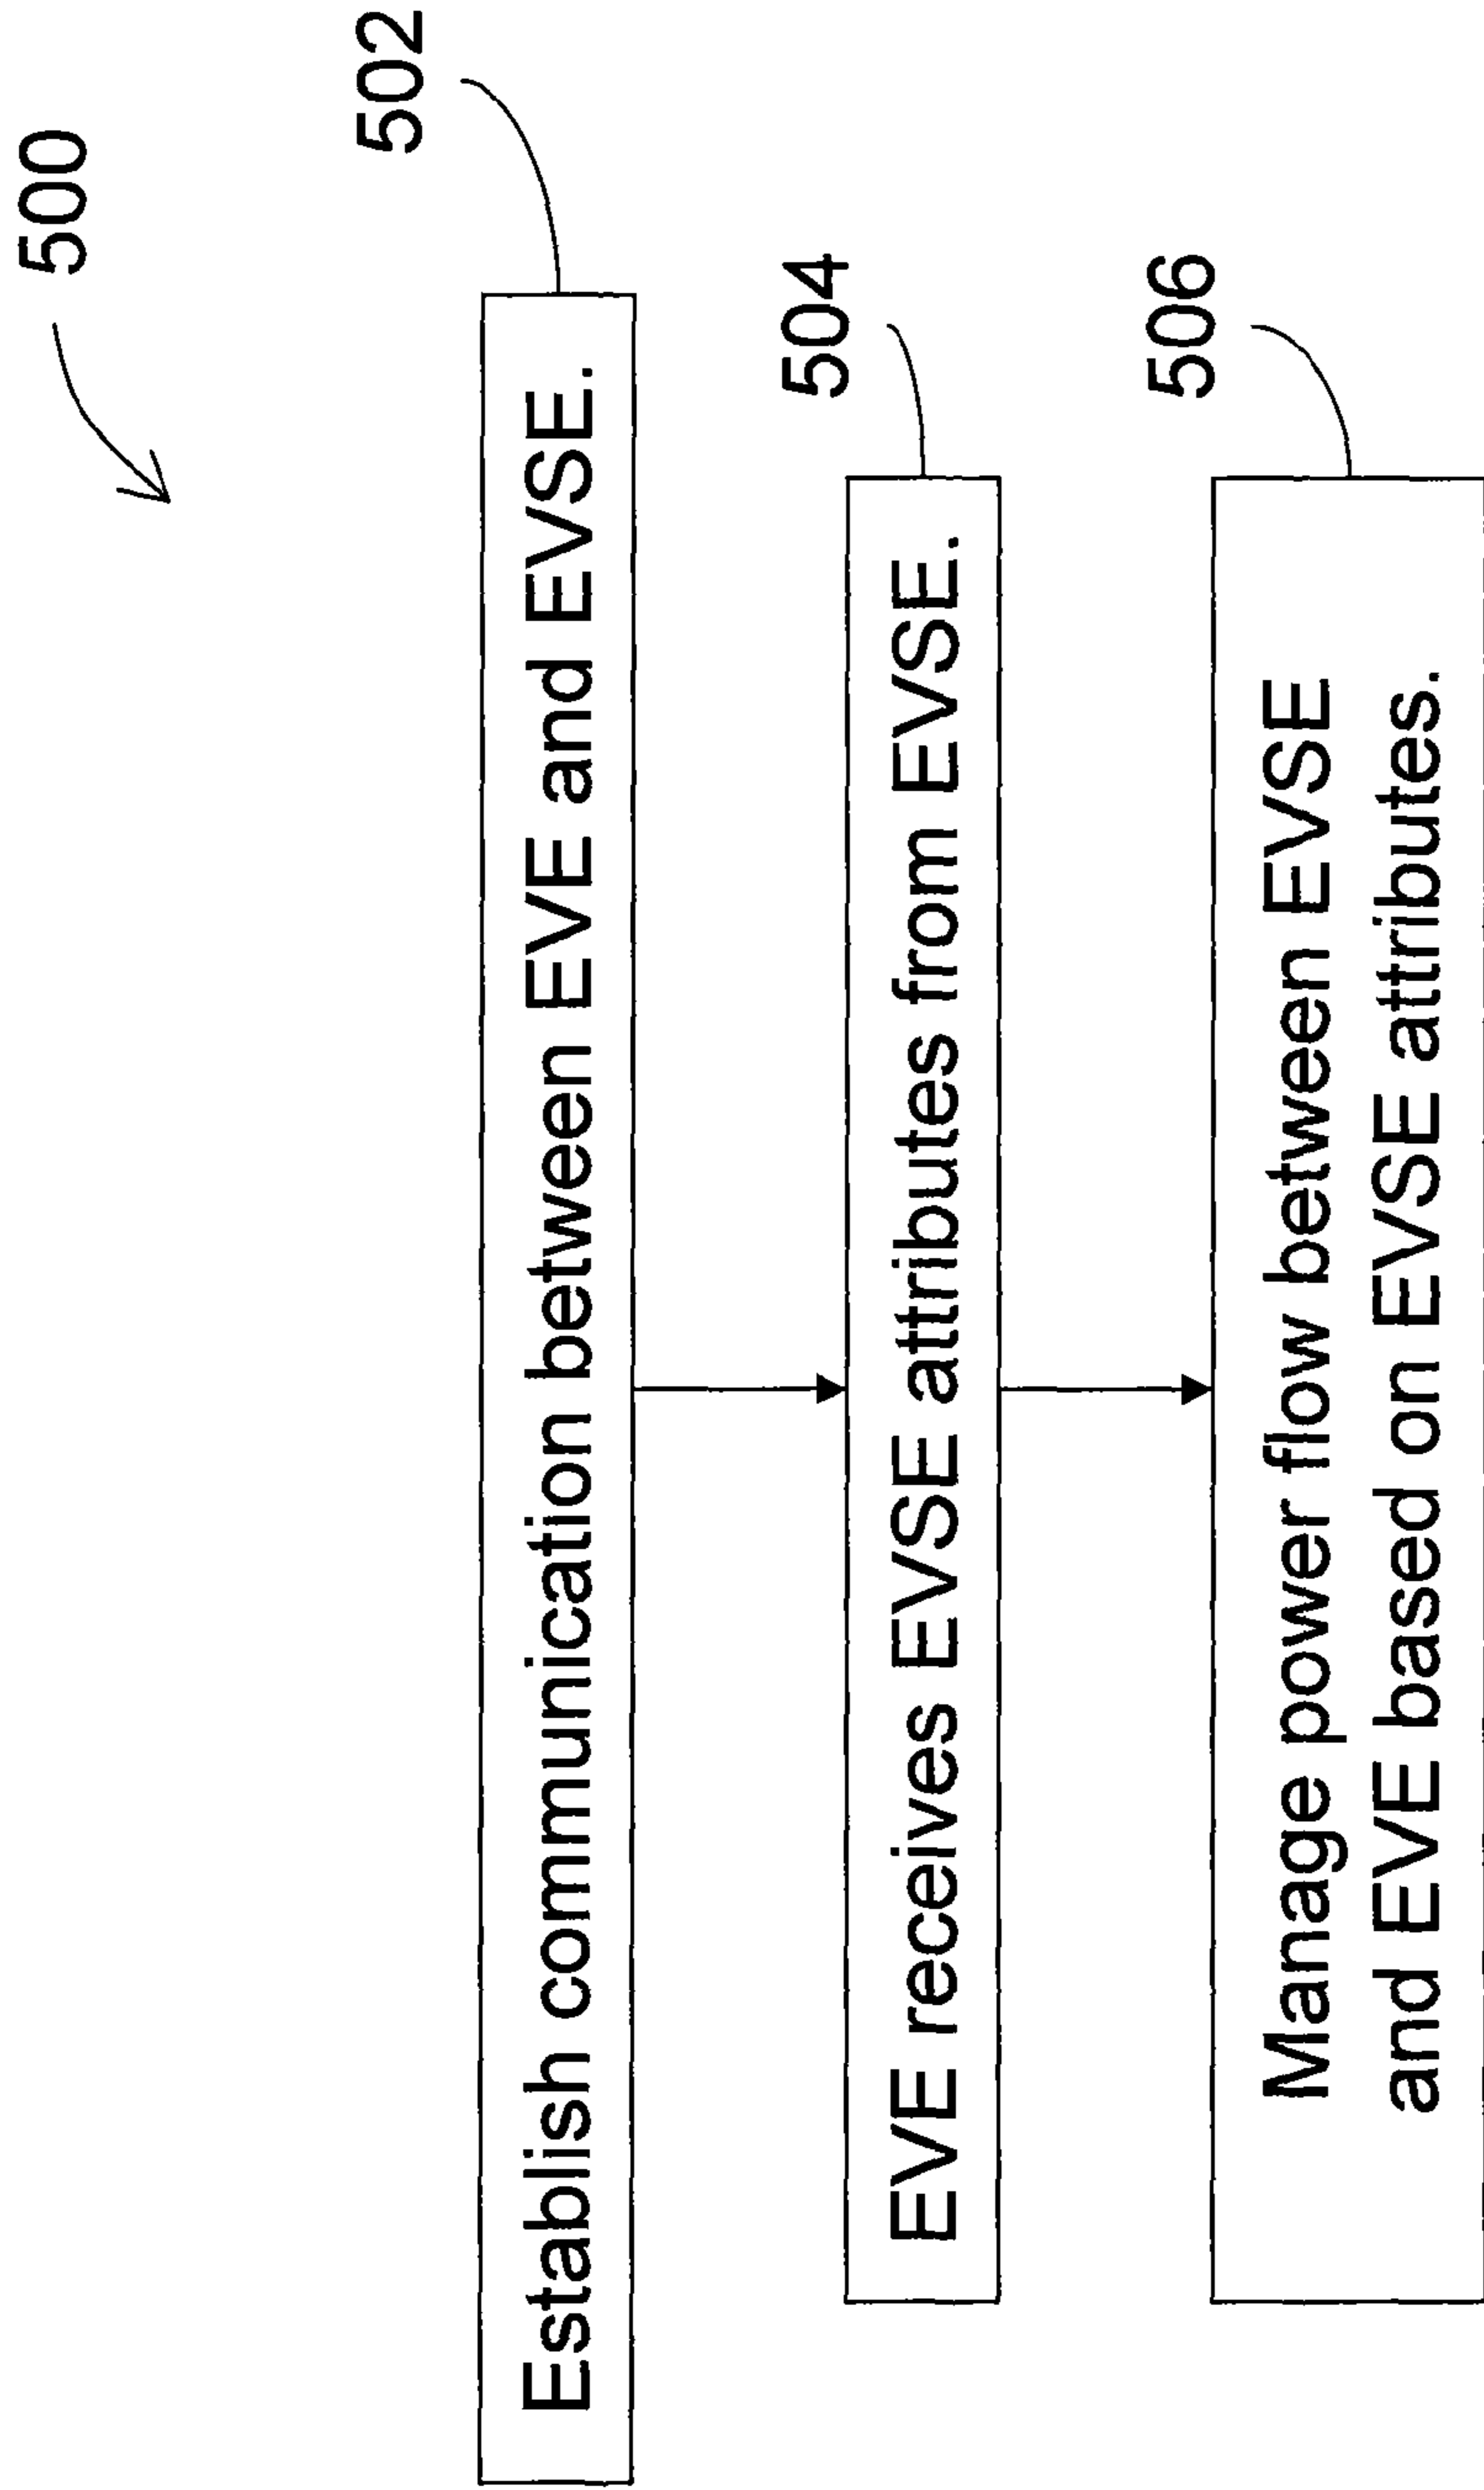 500
502
Establish communication between EVE and EVSE.
504
EVE receives EVSE attributes from EVSE.
506
Manage power flow between EVSE
and EVE based on EVSE attributes.